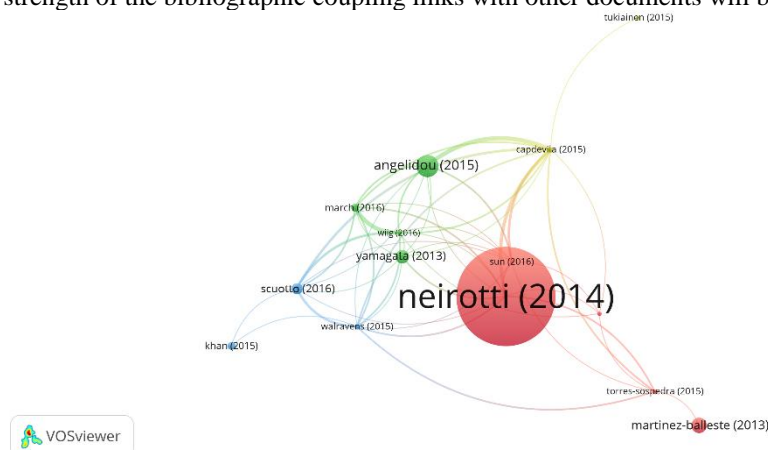 strength of the bibliographic coupling links with other documents will b
tukiainen (2015)
capdevila (2015)
angelidou (2015)
march (2016)
wiig (2016)
yamagata (2013)
sun (2016)
scuotto (2016)
neirotti (2014)
walravens (2015)
khan (2015)
torres-sospedra (2015)
martinez-balleste (2013)
VOSviewer